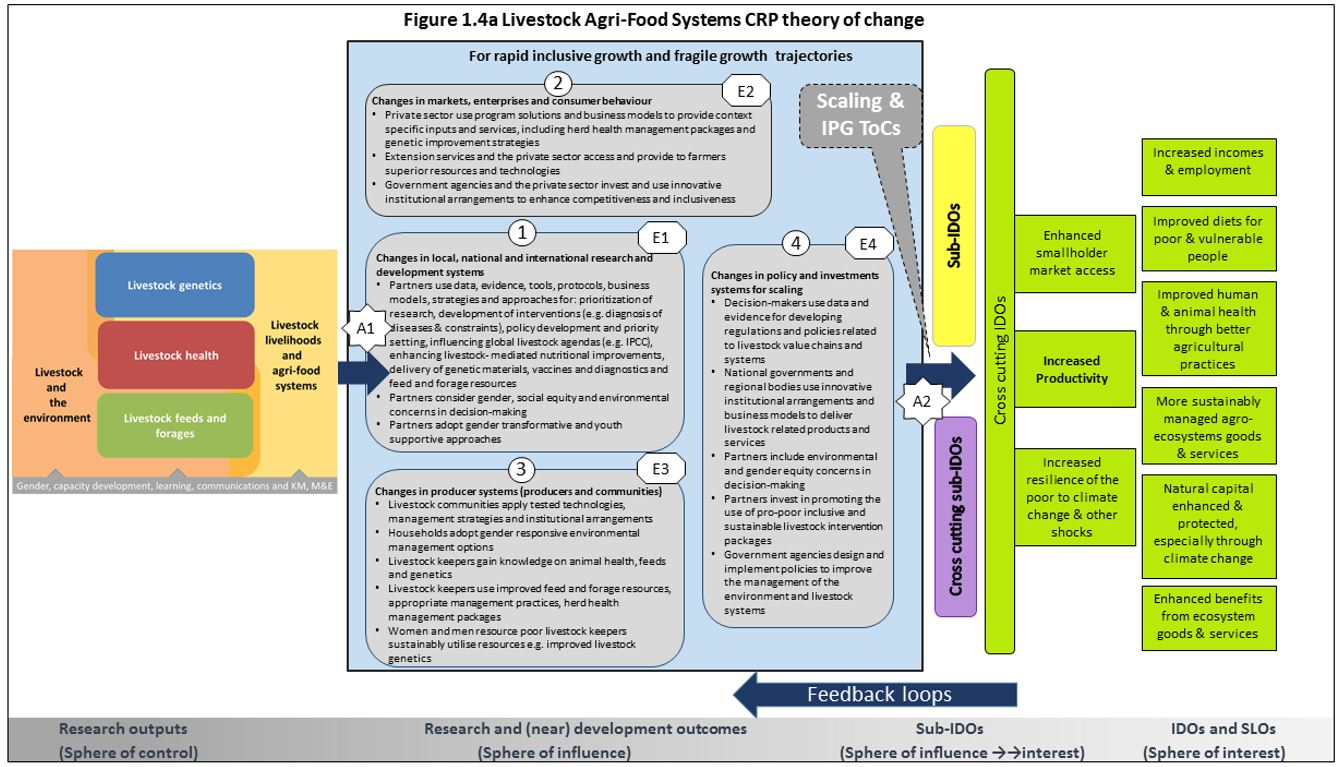 Figure 1.4a Livestock Agri-Food Systems CRP theory of change
For rapid inclusive growth and fragile growth trajectories
2
E2
Changes in markets, enterprises and consumer behaviour
• Private sector use program solutions and business models to provide context
specific inputs and services, including herd health management packages and
genetic improvement strategies
• Extension services and the private sector access and provide to farmers
superior resources and technologies
• Government agencies and the private sector invest and use innovative
institutional arrangements to enhance competitiveness and inclusiveness
Scaling &
IPG ToCs
1
E1
Changes in local, national and international research and
development systems
• Partners use data, evidence, tools, protocols, business
models, strategies and approaches for: prioritization of
research, development of interventions (e.g. diagnosis of
diseases & constraints), policy development and priority
setting, influencing global livestock agendas (e.g. IPCC),
enhancing livestock- mediated nutritional improvements,
delivery of genetic materials, vaccines and diagnostics and
feed and forage resources
• Partners consider gender, social equity and environmental
concerns in decision-making
• Partners adopt gender transformative and youth
supportive approaches
A1
3
E3
Changes in producer systems (producers and communities)
• Livestock communities apply tested technologies,
management strategies and institutional arrangements
• Households adopt gender responsive environmental
management options
• Livestock keepers gain knowledge on animal health, feeds
and genetics
• Livestock keepers use improved feed and forage resources,
appropriate management practices, herd health
management packages
• Women and men resource poor livestock keepers
sustainably utilise resources e.g. improved livestock
genetics
4
E4
Changes in policy and investments
systems for scaling
• Decision-makers use data and
evidence for developing
regulations and policies related
to livestock value chains and
systems
• National governments and
regional bodies use innovative
institutional arrangements and
business models to deliver
livestock related products and
services
• Partners include environmental
and gender equity concerns in
decision-making
• Partners invest in promoting the
use of pro-poor inclusive and
sustainable livestock intervention
packages
• Government agencies design and
implement policies to improve
the management of the
environment and livestock
systems
A2
Livestock
and
the
environment
Livestock genetics
Livestock health
Livestock feeds and
forages
Livestock
livelihoods
and
agri-food
systems
Gender, capacity development, learning, communications and KM, M&E
Sub-IDOs
Cross cutting sub-IDOs
Cross cutting IDOs
Enhanced
smallholder
market access
Increased
Productivity
Increased
resilience of the
poor to climate
change & other
shocks
Increased incomes
& employment
Improved diets for
poor & vulnerable
people
Improved human
& animal health
through better
agricultural
practices
More sustainably
managed agro-
ecosystems goods
& services
Natural capital
enhanced &
protected,
especially through
climate change
Enhanced benefits
from ecosystem
goods & services
Feedback loops
Research outputs
(Sphere of control)
Research and (near) development outcomes
(Sphere of influence)
Sub-IDOs
(Sphere of influence →→interest)
IDOs and SLOs
(Sphere of interest)